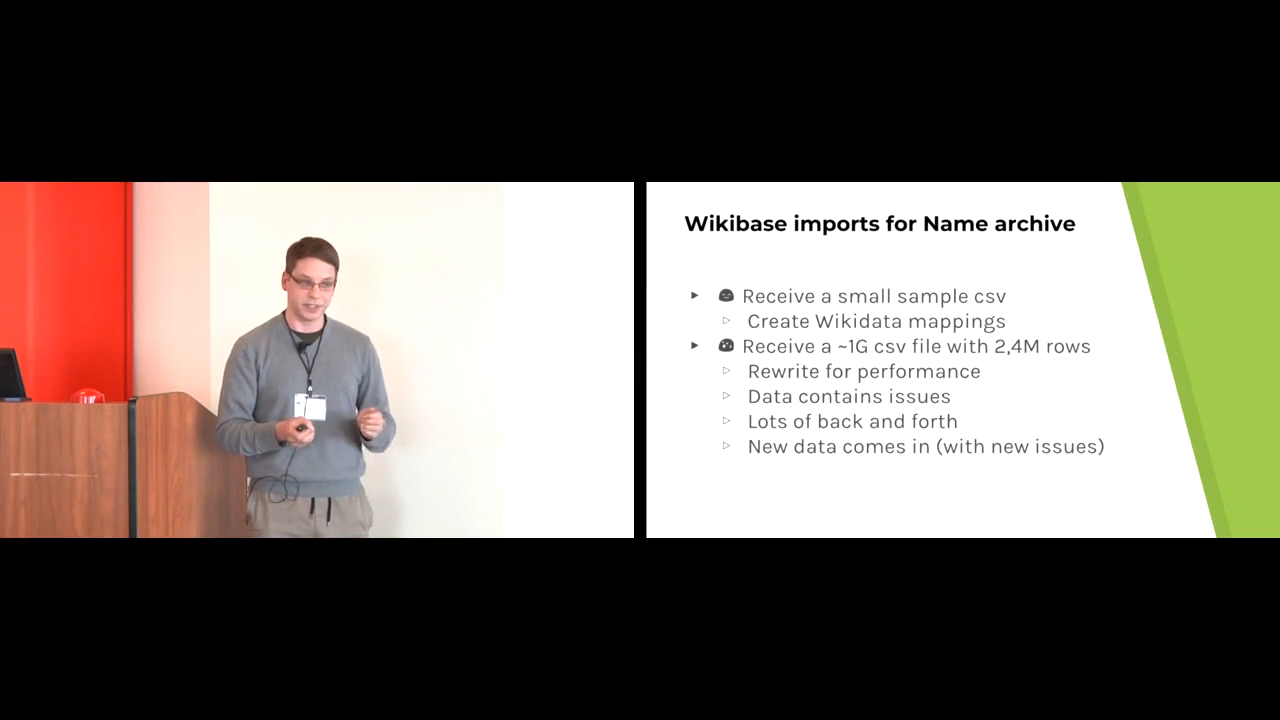 Wikibase imports for Name archive
Receive a small sample csv
Create Wikidata mappings
Receive a ~1G csv file with 2,4M rows
Rewrite for performance
Data contains issues
Lots of back and forth
New data comes in (with new issues)